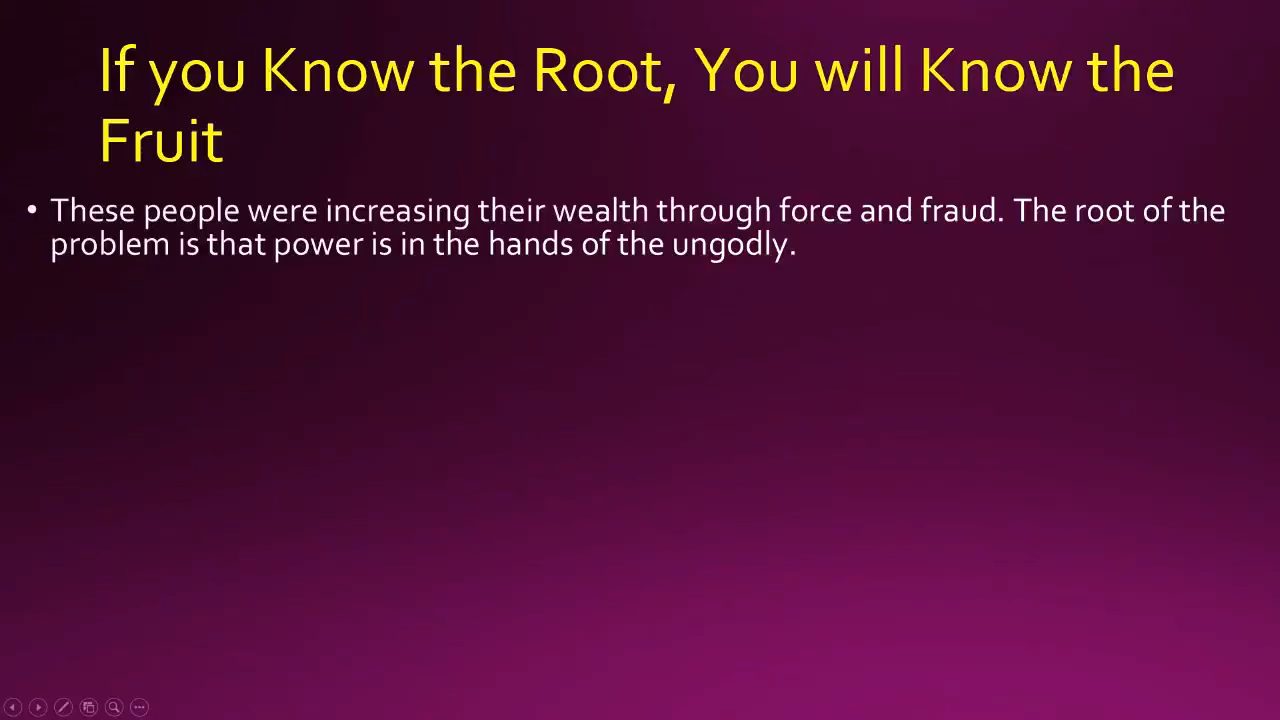 If you Know the Root, You will Know the
Fruit
• These people were increasing their wealth through force and fraud. The root of the
problem is that power is in the hands of the ungodly.